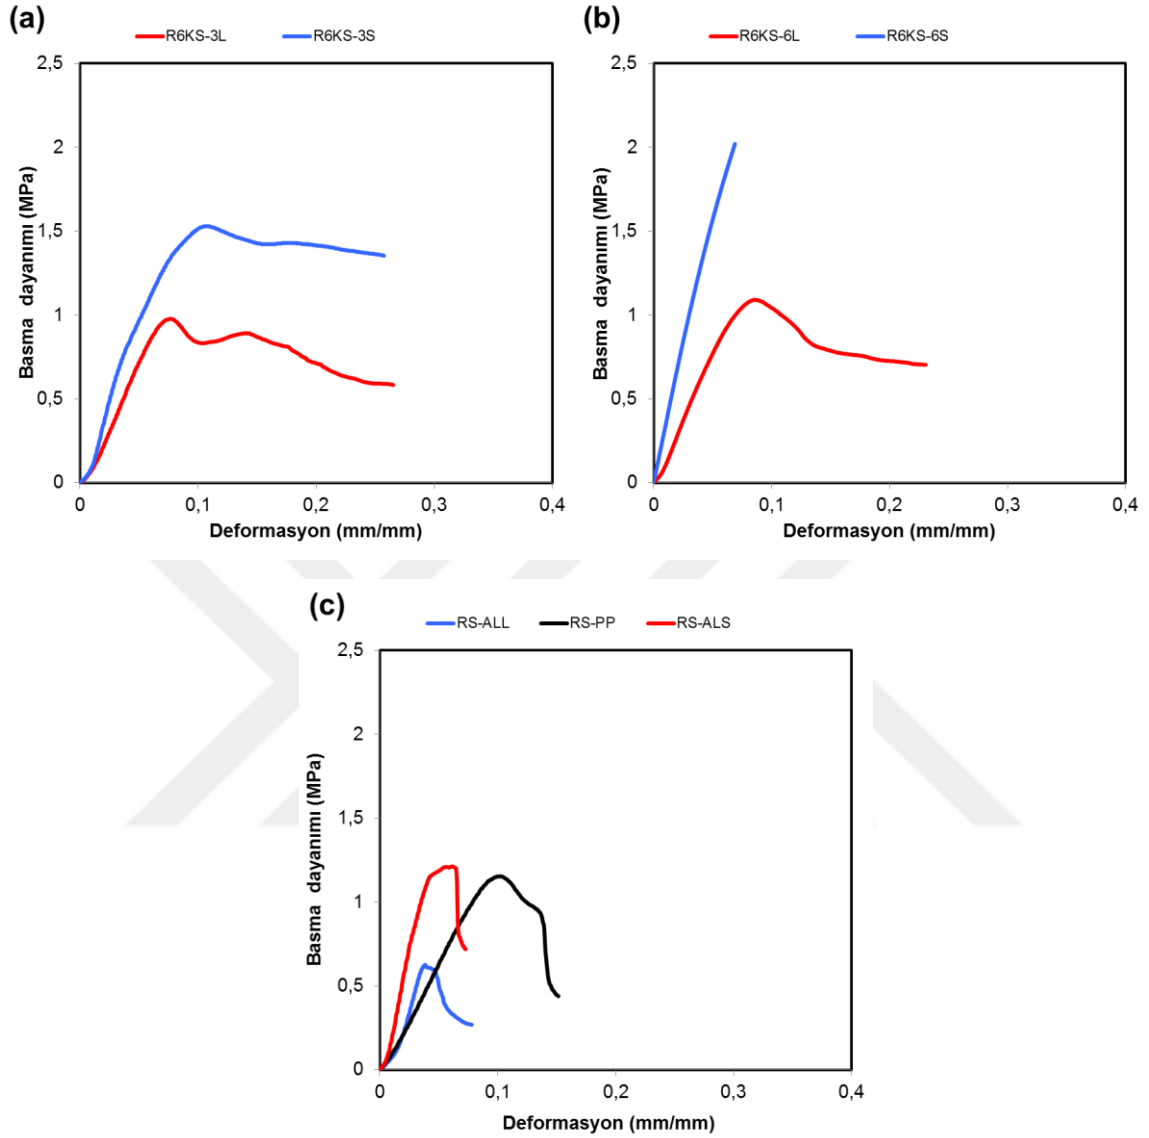 (a)
R6KS-3L R6KS-3S
2,5
2
1,5
1
0,5
0
Basma dayanımı (MPa)
0 0,1 0,2 0,3 0,4
Deformasyon (mm/mm)
(b)
R6KS-6L R6KS-6S
2,5
2
1,5
1
0,5
0
Basma dayanımı (MPa)
0 0,1 0,2 0,3 0,4
Deformasyon (mm/mm)
(c)
RS-ALL RS-PP RS-ALS
2,5
2
1,5
1
0,5
0
Basma dayanımı (MPa)
0 0,1 0,2 0,3 0,4
Deformasyon (mm/mm)